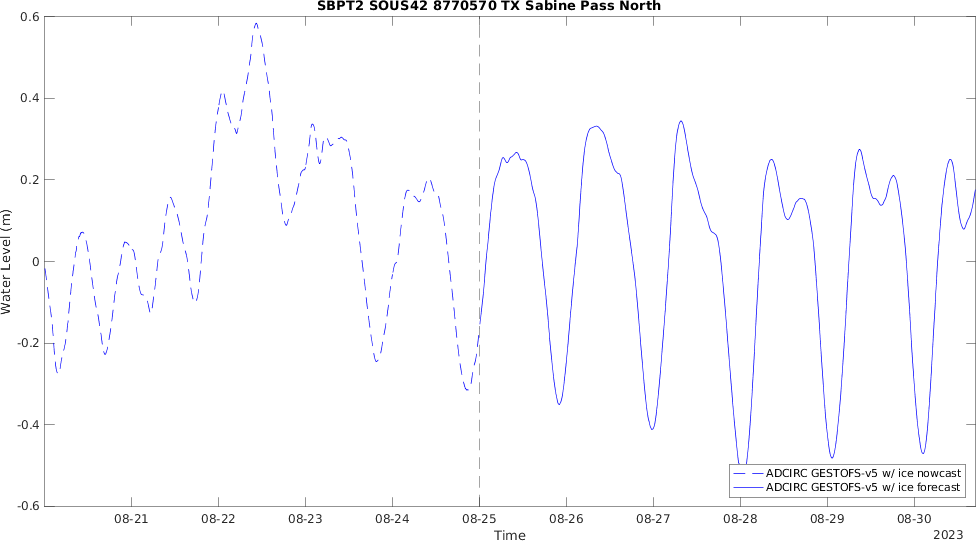 SBPT2 SOUS42 8770570 TX Sabine Pass North
Water Level (m)
0.6
0.4
0.2
0
-0.2
-0.4
-0.6
ADCIRC GESTOFS-v5 w/ ice nowcast
ADCIRC GESTOFS-v5 w/ ice forecast
08-21 08-22 08-23 08-24 08-25 08-26 08-27 08-28 08-29 08-30
Time
2023